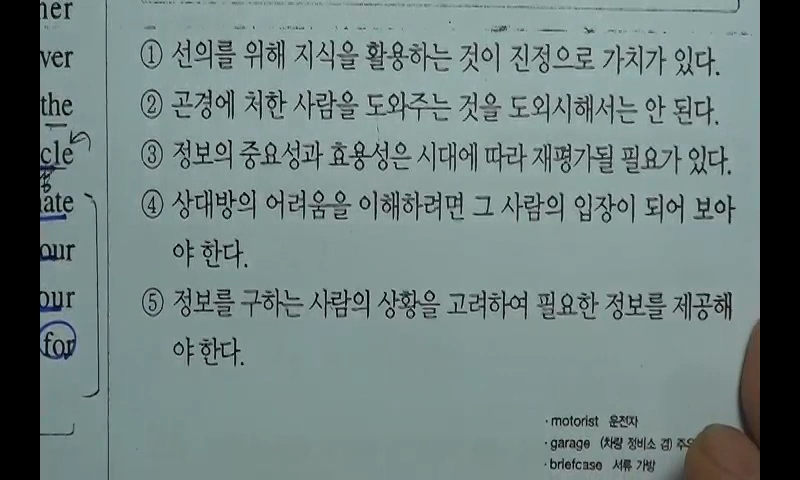 ner
ver
the
cle
ate
our
our
for
① 선의를 위해 지식을 활용하는 것이 진정으로 가치가 있다.
② 곤경에 처한 사람을 도와주는 것을 도외시해서는 안 된다.
③ 정보의 중요성과 효용성은 시대에 따라 재평가될 필요가 있다.
④ 상대방의 어려움을 이해하려면 그 사람의 입장이 되어 보아
야 한다.
⑤ 정보를 구하는 사람의 상황을 고려하여 필요한 정보를 제공해
야 한다.
· motorist 운전자
· garage (차량 정비소 겸)
· briefcase 서류 가방